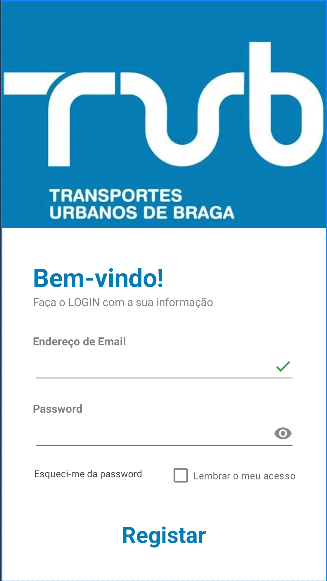 TUB
TRANSPORTES
URBANOS DE BRAGA
Bem-vindo!
Faça o LOGIN com a sua informação
Endereço de Email
Password
Esqueci-me da password
Lembrar o meu acesso
Registar